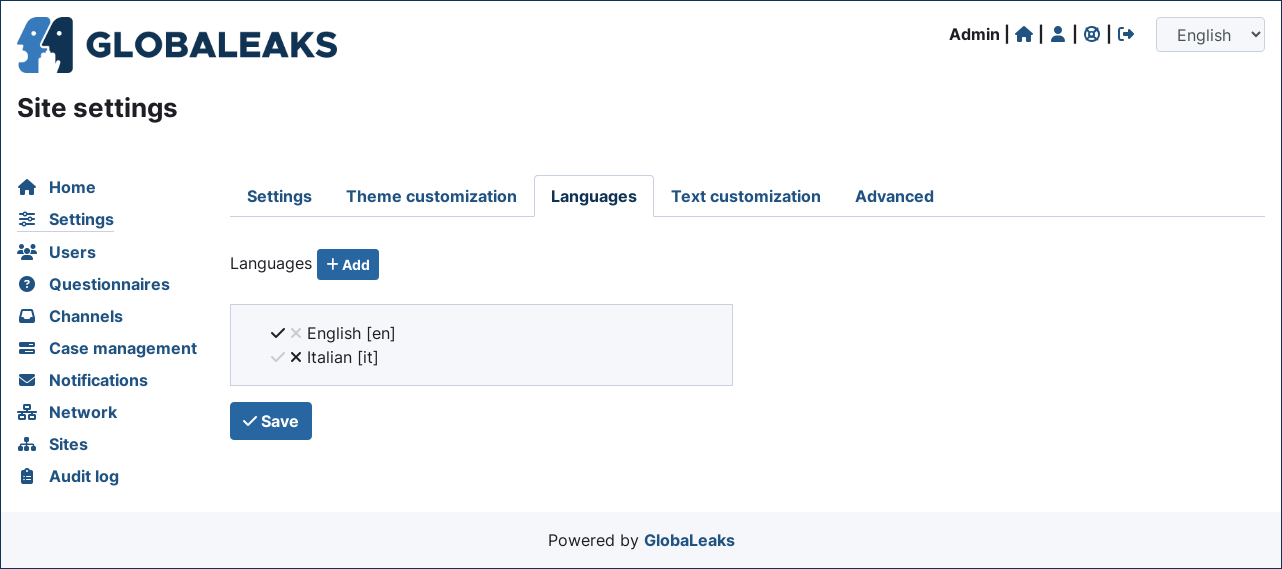 GLOBALEAKS
Admin | | | |
English
Site settings
Home
Settings
Users
Questionnaires
Channels
Case management
Notifications
Network
Sites
Audit log
Settings Theme customization Languages Text customization Advanced
Languages Add
English [en]
Italian [it]
Save
Powered by GlobaLeaks